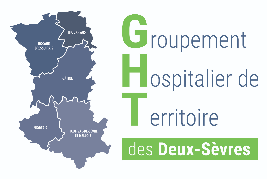 Groupement
Hospitalier de
Territoire
des Deux-Sèvres